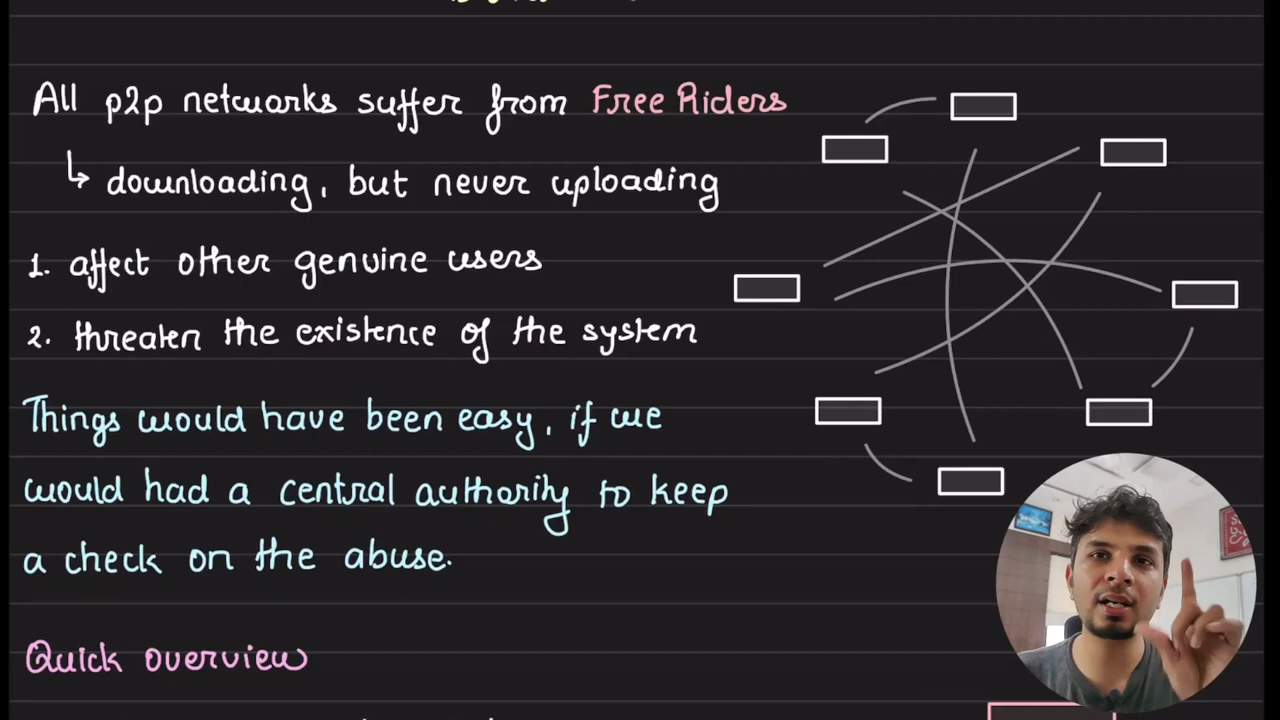 All p2p networks suffer from Free Riders
↳ downloading, but never uploading
1. affect other genuine users
2. threaten the existence of the system
Things would have been easy, if we
would had a central authority to keep
a check on the abuse.
Quick overview